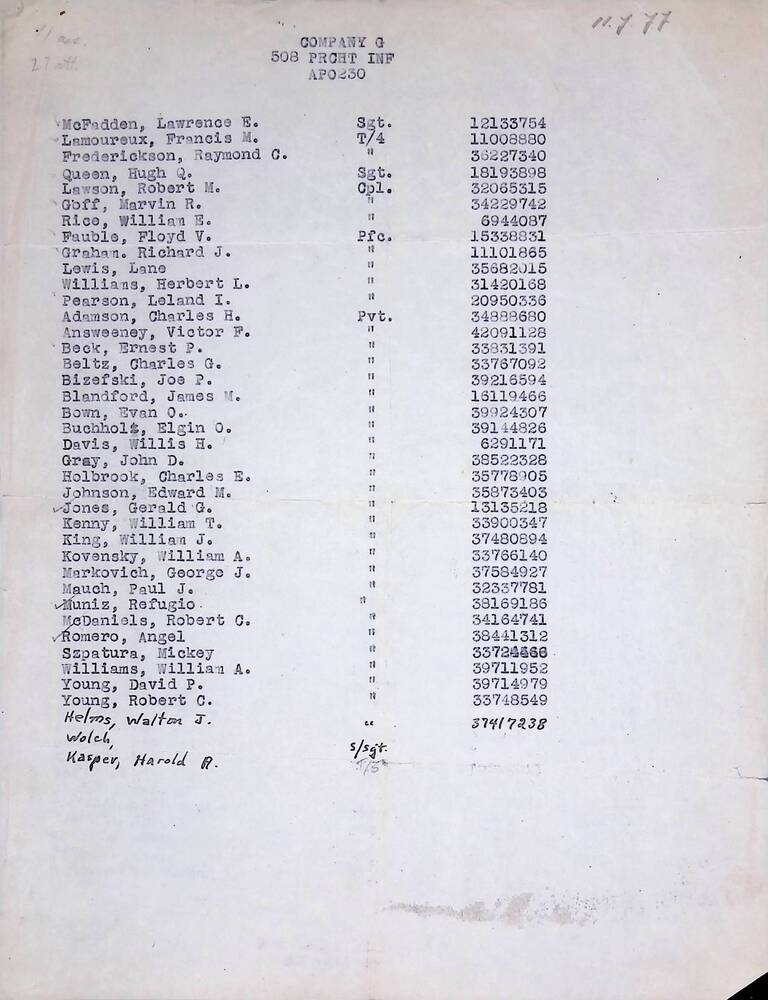 11.7.77
COMPANY G
508 PRCHT INF
APO230
McFadden, Lawrence E. Sgt. 12133754
Lamoureux, Francis M. T/4 11008880
Frederickson, Raymond C. " 36227340
Queen, Hugh Q. Sgt. 18193898
Lawson, Robert M. Cpl. 32065315
Goff, Marvin R. " 34229742
Rice, William E. " 6944087
Fauble, Floyd V. Pfc. 15338831
Graham. Richard J. " 11101865
Lewis, Lane " 35682015
Williams, Herbert L. " 31420168
Pearson, Leland I. " 20950336
Adamson, Charles H. Pvt. 34888680
Answeeney, Victor F. " 42091128
Beck, Ernest P. " 33831391
Beltz, Charles G. " 33767092
Bizefski, Joe P. " 39216594
Blandford, James M. " 16119466
Bown, Evan O. " 39924307
Buchholz, Elgin O. " 39144826
Davis, Willis H. " 6291171
Gray, John D. " 38522328
Holbrook, Charles E. " 35778905
Johnson, Edward M. " 35873403
✓Jones, Gerald G. " 13135218
Kenny, William T. " 33900347
King, William J. " 37480894
Kovensky, William A. " 33766140
Markovich, George J. " 37584927
Mauch, Paul J. " 32337781
✓Muniz, Refugio " 38169186
McDaniels, Robert C. " 34164741
✓Romero, Angel " 38441312
Szpatura, Mickey "
Williams, William A. " 39711952
Young, David P. " 39714979
Young, Robert C. " 33748549
Helms, Walton J. " 37417238
Wolch, S/Sgt.
Kasper, Harold R. T/5